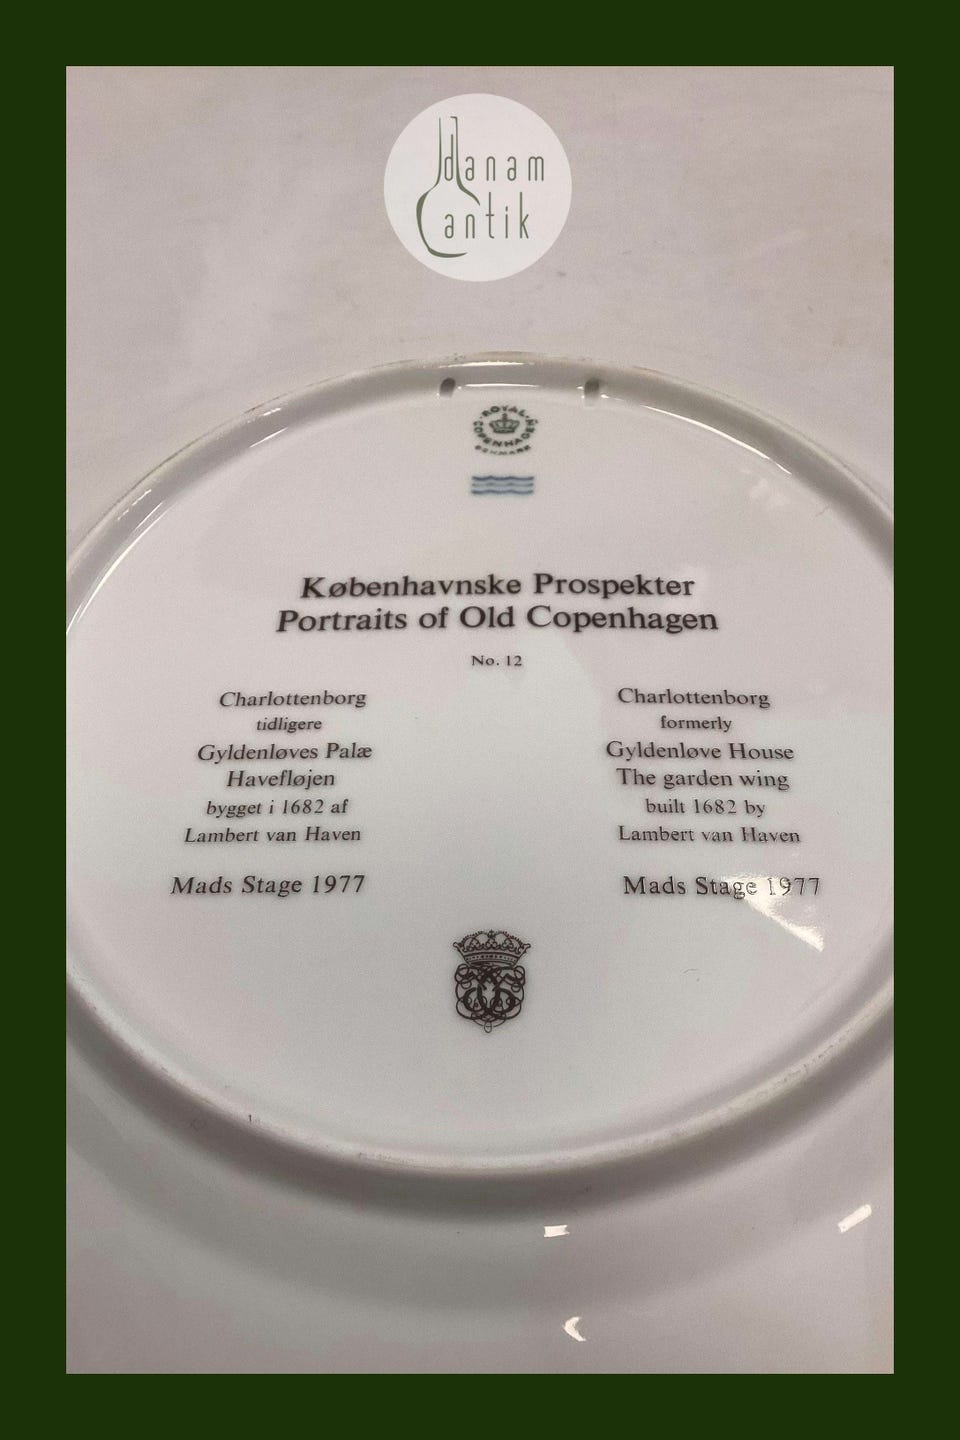 danam
antik
ROYAL COPENHAGEN
DENMARK
Københavnske Prospekter
Portraits of Old Copenhagen
No. 12
Charlottenborg
tidligere
Gyldenløves Palæ
Havefløjen
bygget i 1682 af
Lambert van Haven
Mads Stage 1977
Charlottenborg
formerly
Gyldenløve House
The garden wing
built 1682 by
Lambert van Haven
Mads Stage 1977